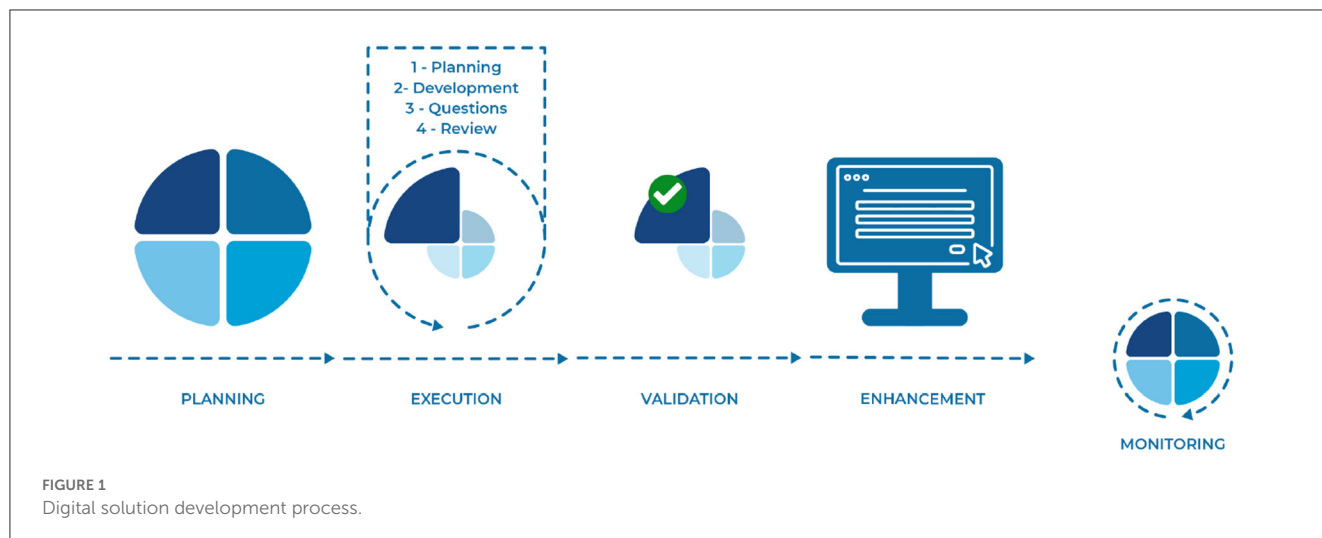 1 - Planning
2- Development
3 - Questions
4 - Review
PLANNING
EXECUTION
VALIDATION
ENHANCEMENT
MONITORING
FIGURE 1
Digital solution development process.